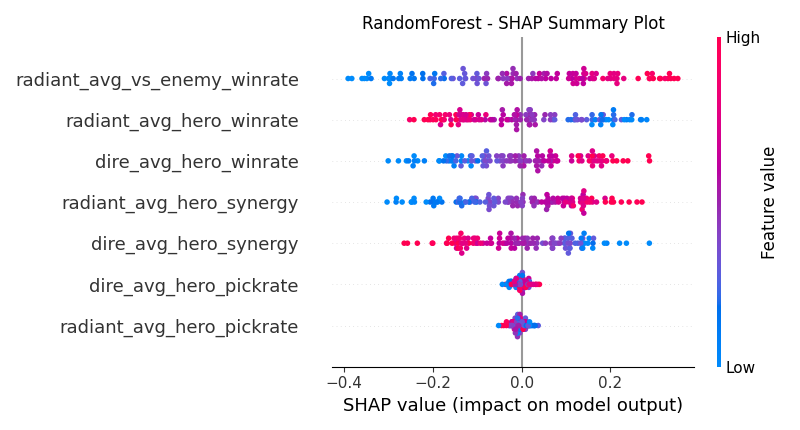 RandomForest - SHAP Summary Plot
High
radiant_avg_vs_enemy_winrate
radiant_avg_hero_winrate
dire_avg_hero_winrate
radiant_avg_hero_synergy
dire_avg_hero_synergy
dire_avg_hero_pickrate
radiant_avg_hero_pickrate
Feature value
Low
−0.4 −0.2 0.0 0.2
SHAP value (impact on model output)